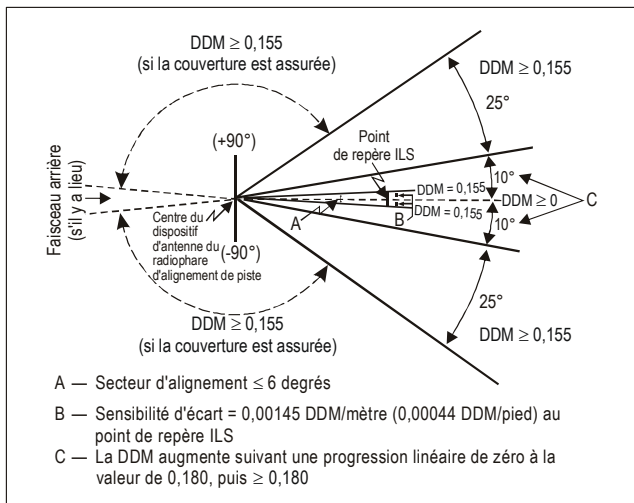 DDM ≥ 0,155
(si la couverture est assurée)
DDM ≥ 0,155
25°
Point
de repère ILS
(+90°)
10°
DDM = 0,155
Faisceau arrière
(s'il y a lieu)
DDM ≥ 0
C
A
B
DDM = 0,155
10°
Centre du
dispositif
d'antenne du
radiophare
d'alignement de piste
(-90°)
25°
DDM ≥ 0,155
(si la couverture est assurée)
DDM ≥ 0,155
A — Secteur d'alignement ≤ 6 degrés
B — Sensibilité d'écart = 0,00145 DDM/mètre (0,00044 DDM/pied) au
point de repère ILS
C — La DDM augmente suivant une progression linéaire de zéro à la
valeur de 0,180, puis ≥ 0,180